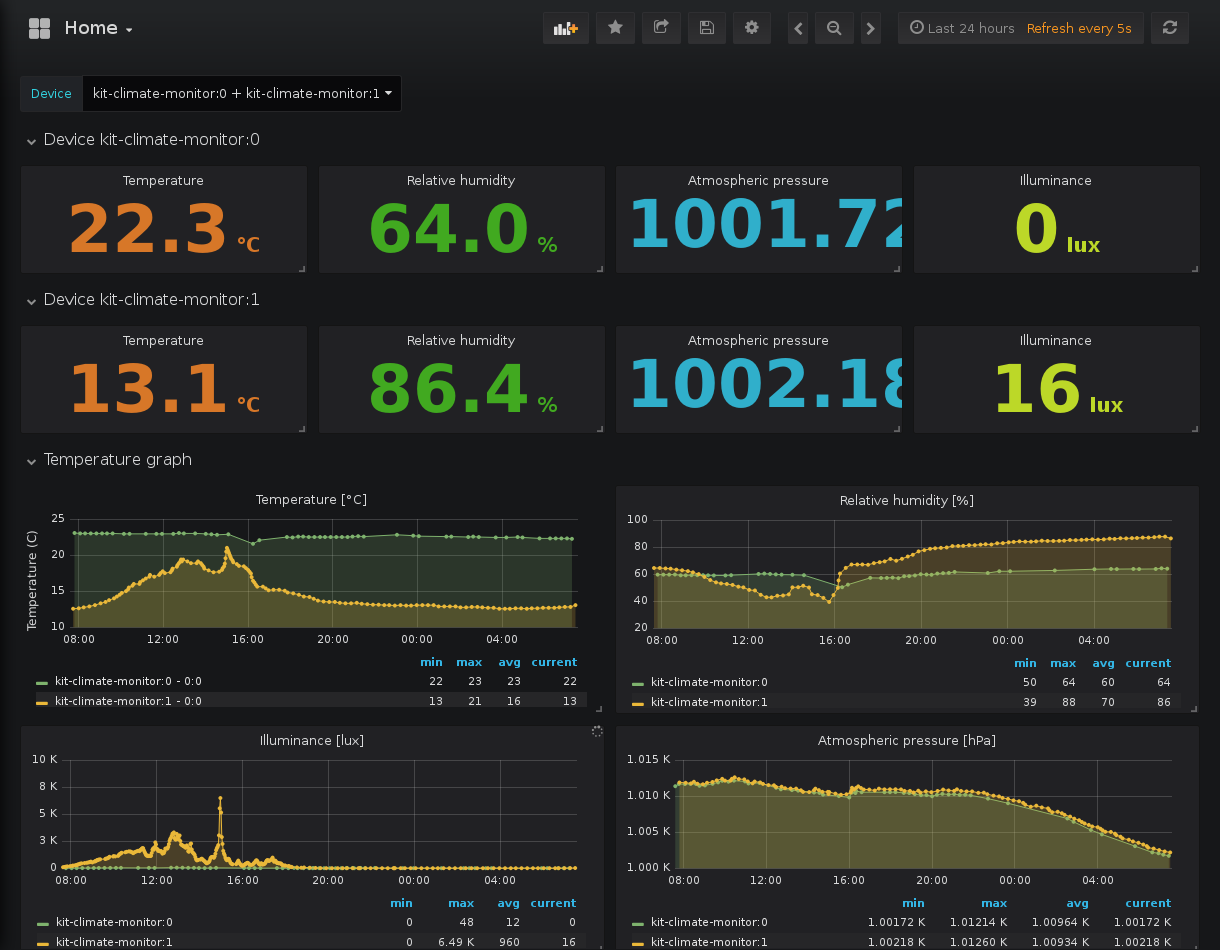 Home
Last 24 hours Refresh every 5s
Device kit-climate-monitor:0 + kit-climate-monitor:1
Device kit-climate-monitor:0
Temperature Relative humidity Atmospheric pressure Illuminance
22.3 °C 64.0 % 1001.72 0 lux
Device kit-climate-monitor:1
Temperature Relative humidity Atmospheric pressure Illuminance
13.1 °C 86.4 % 1002.18 16 lux
Temperature graph
Temperature [°C]
Temperature (C)
25
20
15
10
08:00 12:00 16:00 20:00 00:00 04:00
min max avg current
kit-climate-monitor:0 - 0:0 22 23 23 22
kit-climate-monitor:1 - 0:0 13 21 16 13
Relative humidity [%]
100
80
60
40
20
08:00 12:00 16:00 20:00 00:00 04:00
min max avg current
kit-climate-monitor:0 50 64 60 64
kit-climate-monitor:1 39 88 70 86
Illuminance [lux]
10 K
8 K
5 K
3 K
0
08:00 12:00 16:00 20:00 00:00 04:00
min max avg current
kit-climate-monitor:0 0 48 12 0
kit-climate-monitor:1 0 6.49 K 960 16
Atmospheric pressure [hPa]
1.015 K
1.010 K
1.005 K
1.000 K
08:00 12:00 16:00 20:00 00:00 04:00
min max avg current
kit-climate-monitor:0 1.00172 K 1.01214 K 1.00964 K 1.00172 K
kit-climate-monitor:1 1.00218 K 1.01260 K 1.00934 K 1.00218 K